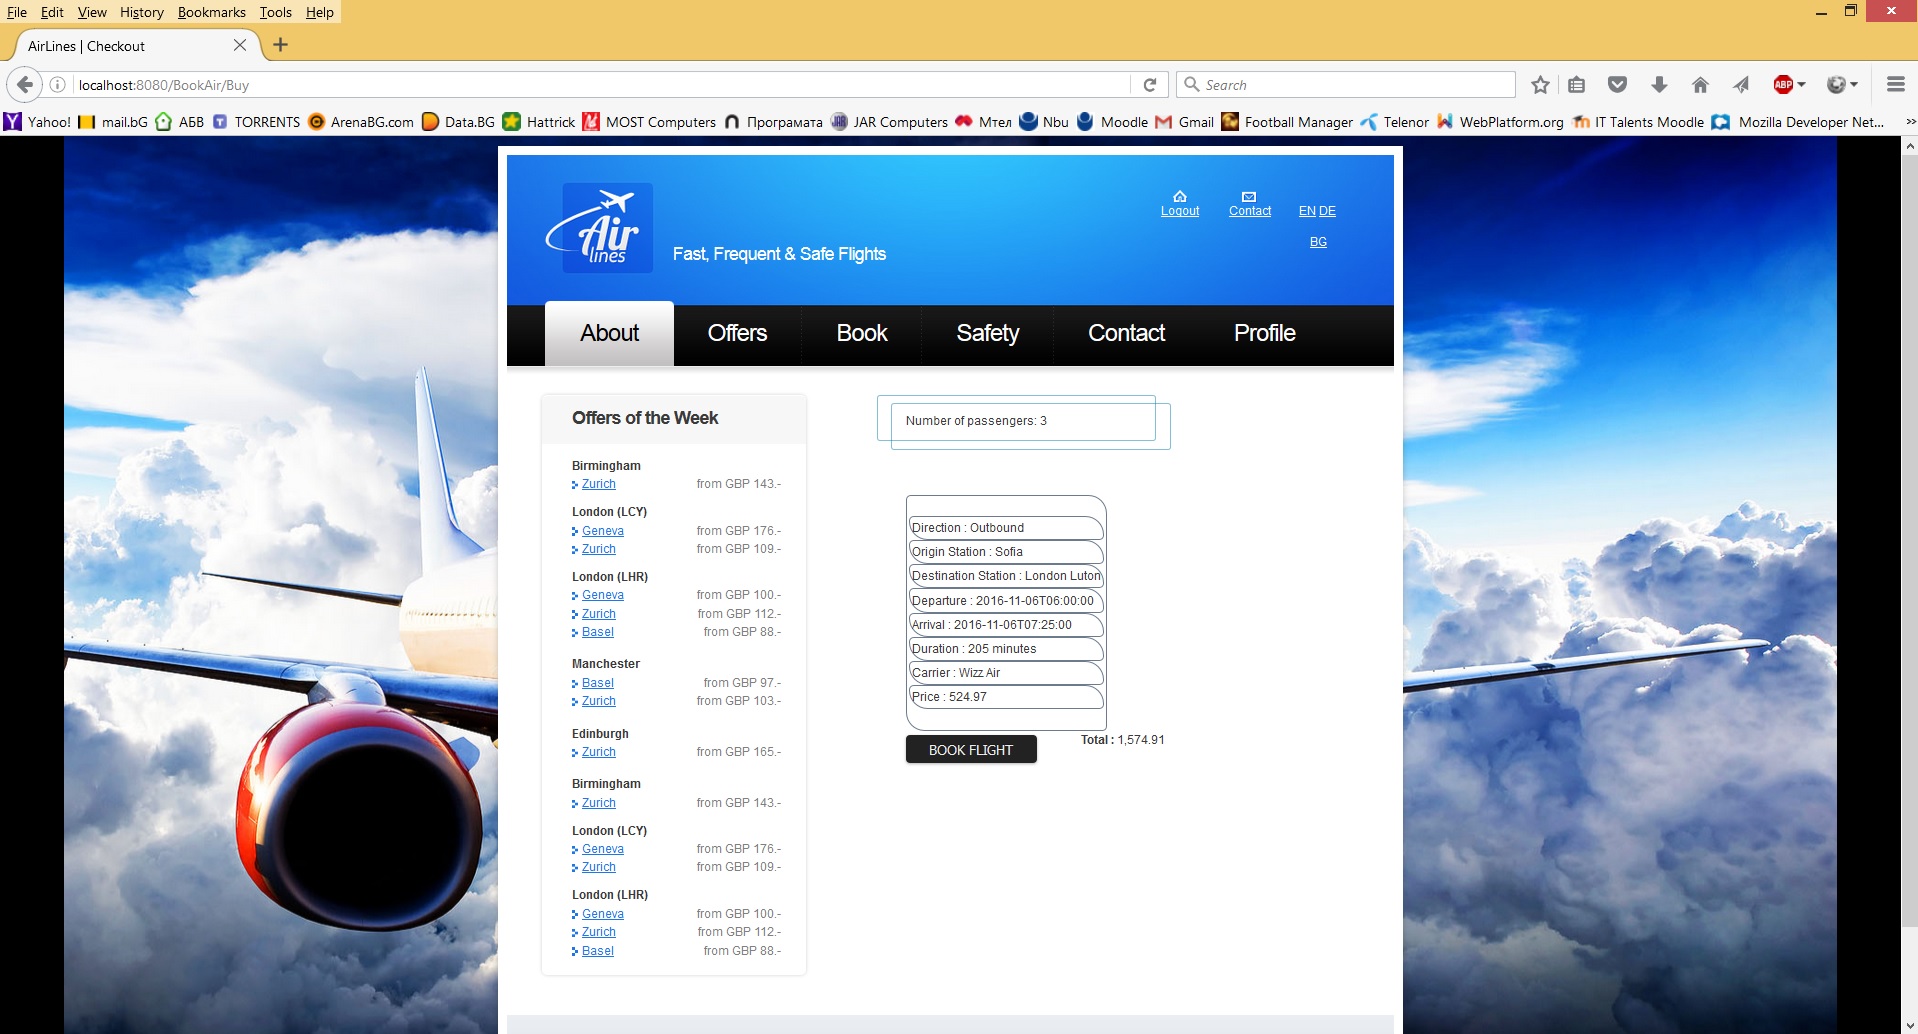 File Edit View History Bookmarks Tools Help
AirLines | Checkout
localhost:8080/BookAir/Buy
Search
ABP
Yahoo! mail.bG АБВ TORRENTS ArenaBG.com Data.BG Hattrick MOST Computers Програмата JAR Computers Мтел Nbu Moodle Gmail Football Manager Telenor WebPlatform.org IT Talents Moodle Mozilla Developer Net...
Air
lines
Fast, Frequent & Safe Flights
Logout Contact EN DE
BG
About Offers Book Safety Contact Profile
Offers of the Week
Birmingham
Zurich from GBP 143.-
London (LCY)
Geneva from GBP 176.-
Zurich from GBP 109.-
London (LHR)
Geneva from GBP 100.-
Zurich from GBP 112.-
Basel from GBP 88.-
Manchester
Basel from GBP 97.-
Zurich from GBP 103.-
Edinburgh
Zurich from GBP 165.-
Birmingham
Zurich from GBP 143.-
London (LCY)
Geneva from GBP 176.-
Zurich from GBP 109.-
London (LHR)
Geneva from GBP 100.-
Zurich from GBP 112.-
Basel from GBP 88.-
Number of passengers: 3
Direction : Outbound
Origin Station : Sofia
Destination Station : London Luton
Departure : 2016-11-06T06:00:00
Arrival : 2016-11-06T07:25:00
Duration : 205 minutes
Carrier : Wizz Air
Price : 524.97
BOOK FLIGHT
Total : 1,574.91